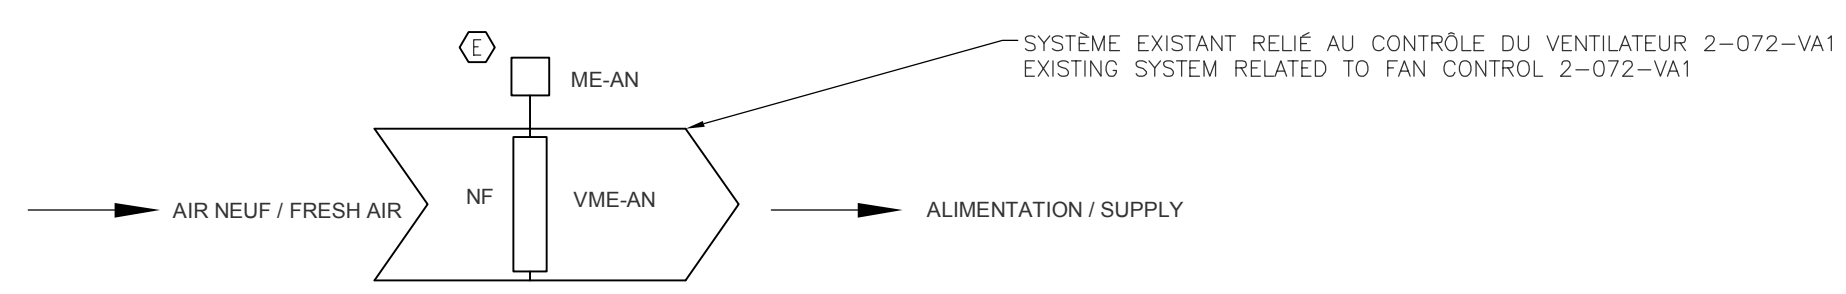 E
ME-AN
SYSTÈME EXISTANT RELIÉ AU CONTRÔLE DU VENTILATEUR 2-072-VA1
EXISTING SYSTEM RELATED TO FAN CONTROL 2-072-VA1
AIR NEUF / FRESH AIR
NF
VME-AN
ALIMENTATION / SUPPLY